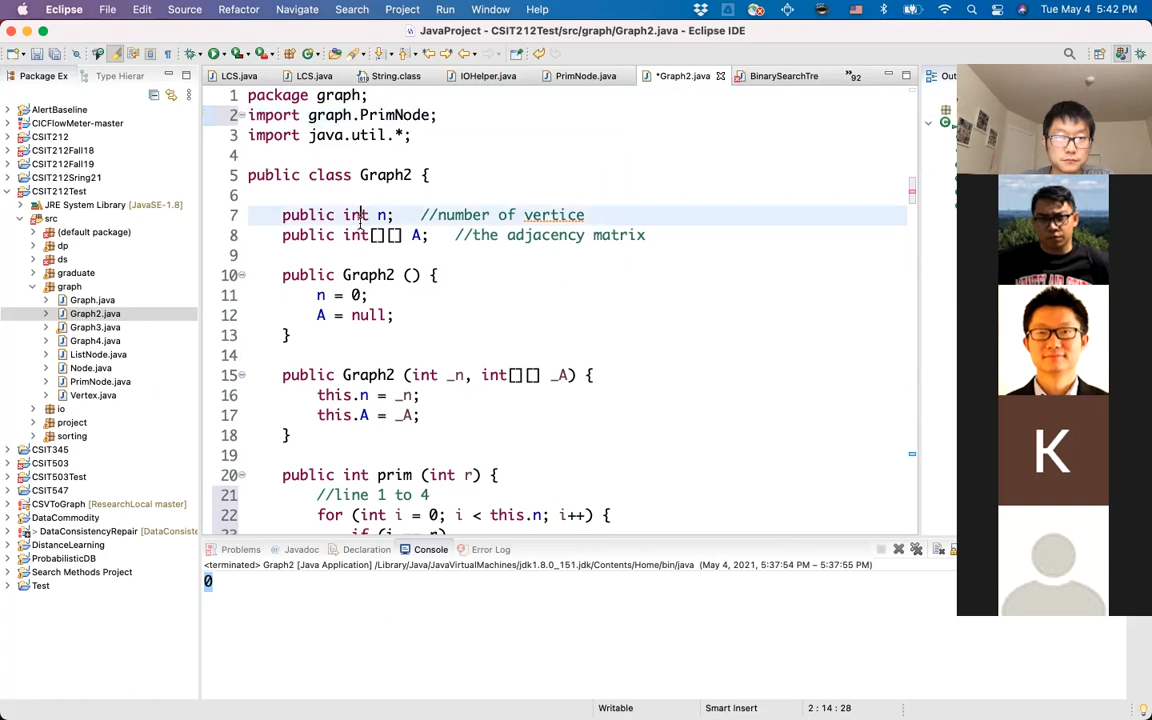 Eclipse File Edit Source Refactor Navigate Search Project Run Window Help Tue May 4 5:42 PM
JavaProject - CSIT212Test/src/graph/Graph2.java - Eclipse IDE
Package Ex Type Hierar
LCS.java LCS.java String.class IOHelper.java PrimNode.java *Graph2.java BinarySearchTre »92 Out
AlertBaseline
CICFlowMeter-master
CSIT212
CSIT212Fall18
CSIT212Fall19
CSIT212Sring21
CSIT212Test
JRE System Library [JavaSE-1.8]
src
(default package)
dp
ds
graduate
graph
Graph.java
Graph2.java
Graph3.java
Graph4.java
ListNode.java
Node.java
PrimNode.java
Vertex.java
io
project
sorting
CSIT345
CSIT503
CSIT503Test
CSIT547
CSVToGraph [ResearchLocal master]
DataCommodity
> DataConsistencyRepair [DataConsistencyRe
DistanceLearning
ProbabilisticDB
Search Methods Project
Test
1 package graph;
2 import graph.PrimNode;
3 import java.util.*;
4
5 public class Graph2 {
6
7 public int n; //number of vertice
8 public int[][] A; //the adjacency matrix
9
10 public Graph2 () {
11 n = 0;
12 A = null;
13 }
14
15 public Graph2 (int _n, int[][] _A) {
16 this.n = _n;
17 this.A = _A;
18 }
19
20 public int prim (int r) {
21 //line 1 to 4
22 for (int i = 0; i < this.n; i++) {
Problems Javadoc Declaration Console Error Log
<terminated> Graph2 [Java Application] /Library/Java/JavaVirtualMachines/jdk1.8.0_151.jdk/Contents/Home/bin/java (May 4, 2021, 5:37:54 PM – 5:37:55 PM)
0
Writable Smart Insert 2 : 14 : 28
K